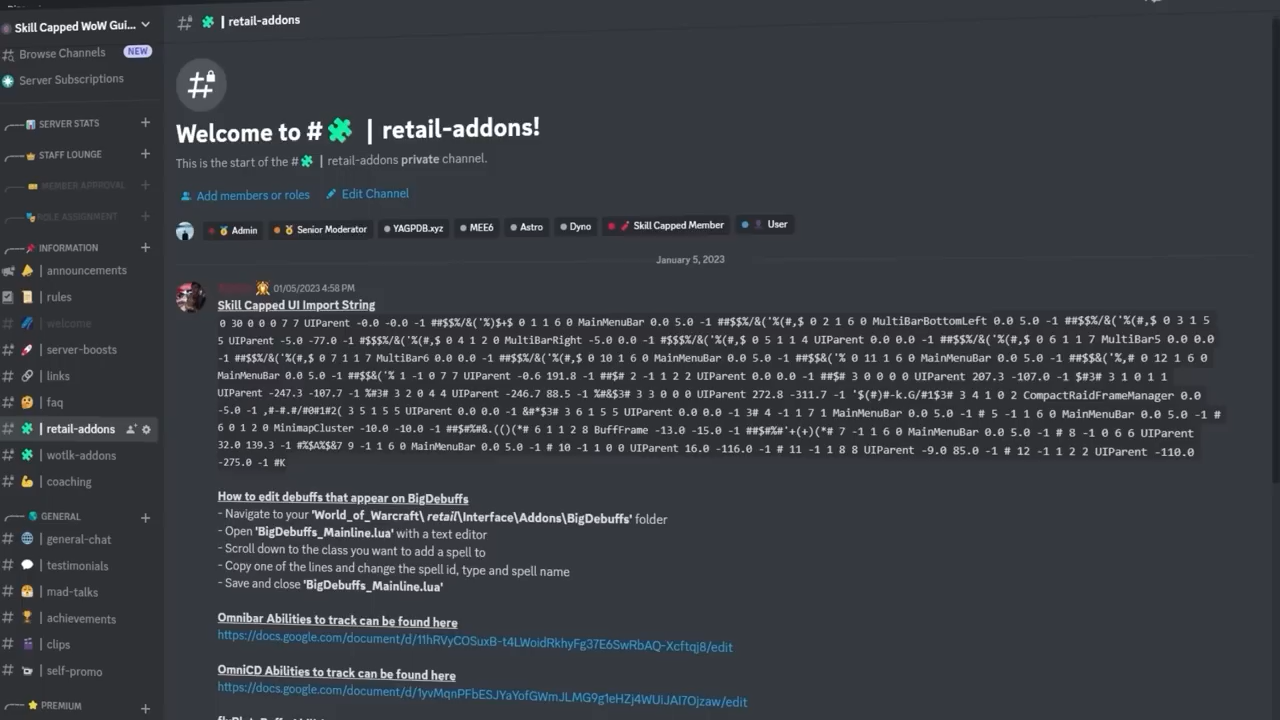 Skill Capped WoW Gui...
Browse Channels
NEW
Server Subscriptions
SERVER STATS
STAFF LOUNGE
MEMBER APPROVAL
ROLE ASSIGNMENT
INFORMATION
announcements
rules
welcome
server-boosts
links
faq
retail-addons
wotlk-addons
coaching
GENERAL
general-chat
testimonials
mad-talks
achievements
clips
self-promo
PREMIUM
# | retail-addons
Welcome to # | retail-addons!
This is the start of the # | retail-addons private channel.
Add members or roles Edit Channel
Admin Senior Moderator YAGPDB.xyz MEE6 Astro Dyno Skill Capped Member User
January 5, 2023
01/05/2023 4:58 PM
Skill Capped UI Import String
0 30 0 0 0 7 7 UIParent -0.0 -0.0 -1 ##$$%/&('%)$+$ 0 1 1 6 0 MainMenuBar 0.0 5.0 -1 ##$$%/&('%(#,$ 0 2 1 6 0 MultiBarBottomLeft 0.0 5.0 -1 ##$$%/&('%(#,$ 0 3 1 5
5 UIParent -5.0 -77.0 -1 #$$$%/&('%(#,$ 0 4 1 2 0 MultiBarRight -5.0 0.0 -1 #$$$%/&('%(#,$ 0 5 1 1 4 UIParent 0.0 0.0 -1 ##$$%/&('%(#,$ 0 6 1 1 7 MultiBar5 0.0 0.0
-1 ##$$%/&('%(#,$ 0 7 1 1 7 MultiBar6 0.0 0.0 -1 ##$$%/&('%(#,$ 0 10 1 6 0 MainMenuBar 0.0 5.0 -1 ##$$&('% 0 11 1 6 0 MainMenuBar 0.0 5.0 -1 ##$$&('%,# 0 12 1 6 0
MainMenuBar 0.0 5.0 -1 ##$$&('% 1 -1 0 7 7 UIParent -0.6 191.8 -1 ##$# 2 -1 1 2 2 UIParent 0.0 0.0 -1 ##$# 3 0 0 0 0 UIParent 207.3 -107.0 -1 $#3# 3 1 0 1 1
UIParent -247.3 -107.7 -1 %#3# 3 2 0 4 4 UIParent -246.7 88.5 -1 %#&$3# 3 3 0 0 0 UIParent 272.8 -311.7 -1 '$(#)#-k.G/#1$3# 3 4 1 0 2 CompactRaidFrameManager 0.0
-5.0 -1 ,#-#.#/#0#1#2( 3 5 1 5 5 UIParent 0.0 0.0 -1 &#*$3# 3 6 1 5 5 UIParent 0.0 0.0 -1 3# 4 -1 1 7 1 MainMenuBar 0.0 5.0 -1 # 5 -1 1 6 0 MainMenuBar 0.0 5.0 -1 #
6 0 1 2 0 MinimapCluster -10.0 -10.0 -1 ##$#%#&.(()(*# 6 1 1 2 8 BuffFrame -13.0 -15.0 -1 ##$#%#'+(+)(*# 7 -1 1 6 0 MainMenuBar 0.0 5.0 -1 # 8 -1 0 6 6 UIParent
32.0 139.3 -1 #%$A%$&7 9 -1 1 6 0 MainMenuBar 0.0 5.0 -1 # 10 -1 1 0 0 UIParent 16.0 -116.0 -1 # 11 -1 1 8 8 UIParent -9.0 85.0 -1 # 12 -1 1 2 2 UIParent -110.0
-275.0 -1 #K
How to edit debuffs that appear on BigDebuffs
- Navigate to your 'World_of_Warcraft\_retail\Interface\Addons\BigDebuffs' folder
- Open 'BigDebuffs_Mainline.lua' with a text editor
- Scroll down to the class you want to add a spell to
- Copy one of the lines and change the spell id, type and spell name
- Save and close 'BigDebuffs_Mainline.lua'
Omnibar Abilities to track can be found here
https://docs.google.com/document/d/11hRVyCOSuxB-t4LWoidRkhyFg37E6SwRbAQ-Xcftqj8/edit
OmniCD Abilities to track can be found here
https://docs.google.com/document/d/1yvMqnPFbESJYaYofGWmJLMG9g1eHZj4WUiJAI7Ojzaw/edit